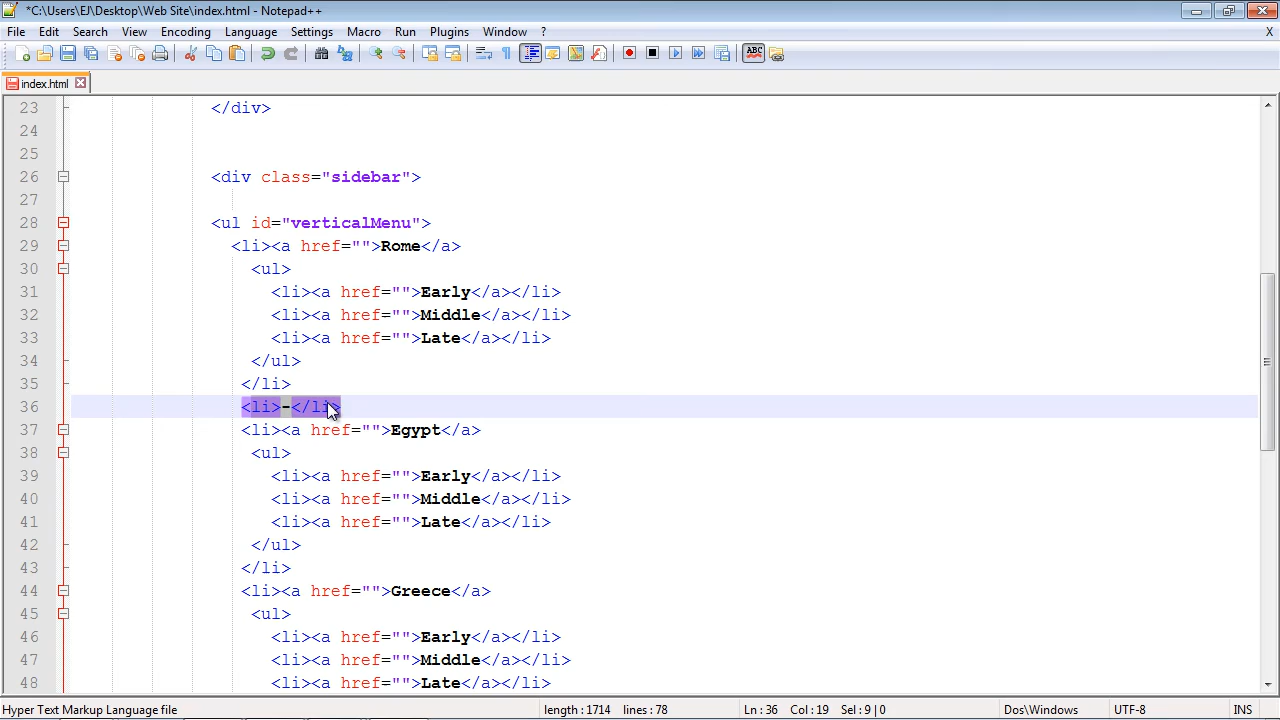 *C:\Users\EJ\Desktop\Web Site\index.html - Notepad++
File Edit Search View Encoding Language Settings Macro Run Plugins Window ? X
ABC
index.html
23 </div>
24
25
26 <div class="sidebar">
27
28 <ul id="verticalMenu">
29 <li><a href="">Rome</a>
30 <ul>
31 <li><a href="">Early</a></li>
32 <li><a href="">Middle</a></li>
33 <li><a href="">Late</a></li>
34 </ul>
35 </li>
36 <li>-</li>
37 <li><a href="">Egypt</a>
38 <ul>
39 <li><a href="">Early</a></li>
40 <li><a href="">Middle</a></li>
41 <li><a href="">Late</a></li>
42 </ul>
43 </li>
44 <li><a href="">Greece</a>
45 <ul>
46 <li><a href="">Early</a></li>
47 <li><a href="">Middle</a></li>
48 <li><a href="">Late</a></li>
Hyper Text Markup Language file length : 1714 lines : 78 Ln : 36 Col : 19 Sel : 9 | 0 Dos\Windows UTF-8 INS